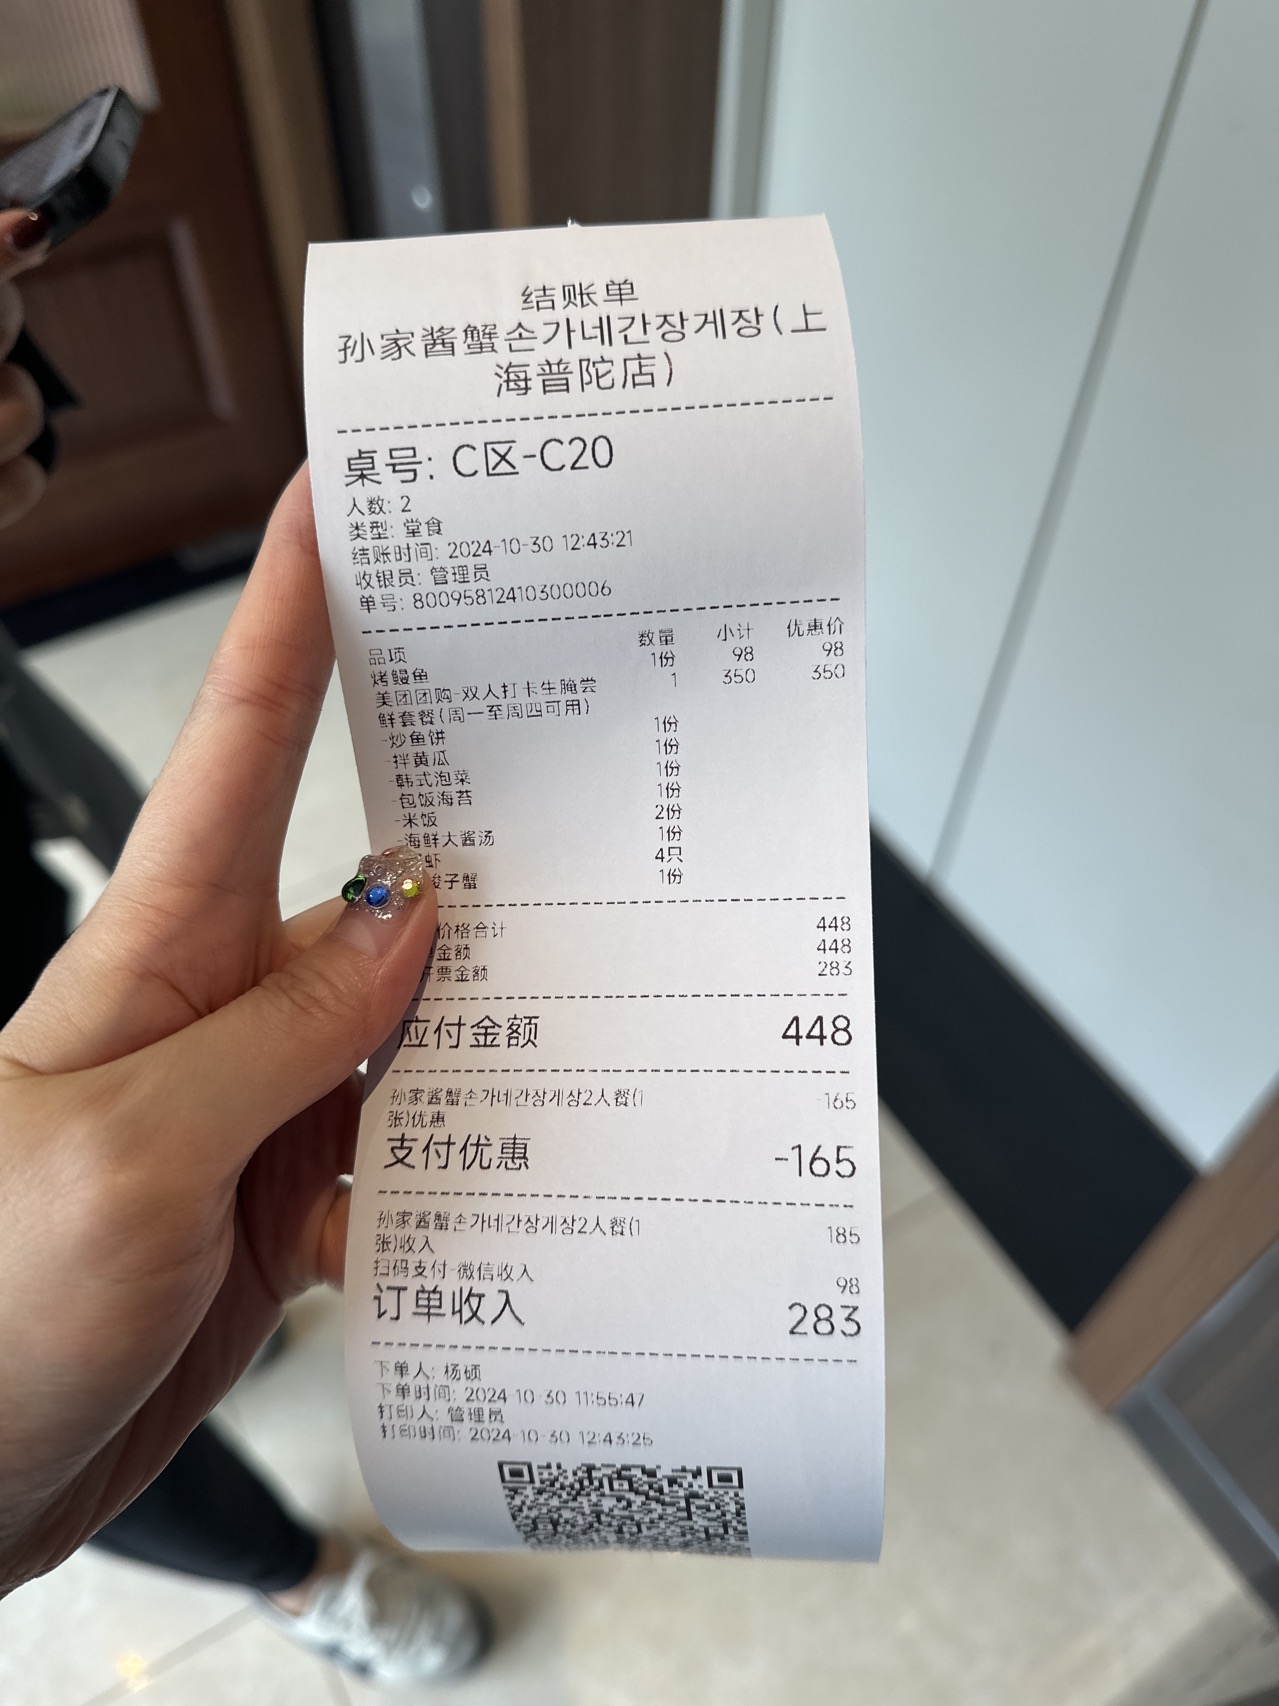 结账单
孙家酱蟹손가네간장게장(上
海普陀店)
桌号: C区-C20
人数: 2
类型: 堂食
结账时间: 2024-10-30 12:43:21
收银员: 管理员
单号: 80095812410300006
品项 数量 小计 优惠价
烤鳗鱼 1份 98 98
美团团购-双人打卡生腌尝 1 350 350
鲜套餐(周一至周四可用)
-炒鱼饼 1份
-拌黄瓜 1份
-韩式泡菜 1份
-包饭海苔 1份
-米饭 2份
-海鲜大酱汤 1份
虾 4只
梭子蟹 1份
价格合计 448
金额 448
开票金额 283
应付金额 448
孙家酱蟹손가네간장게장2人餐(1 -165
张)优惠
支付优惠 -165
孙家酱蟹손가네간장게장2人餐(1 185
张)收入
扫码支付-微信收入 98
订单收入 283
下单人: 杨硕
下单时间: 2024-10-30 11:55:47
打印人: 管理员
打印时间: 2024-10-30 12:43:25